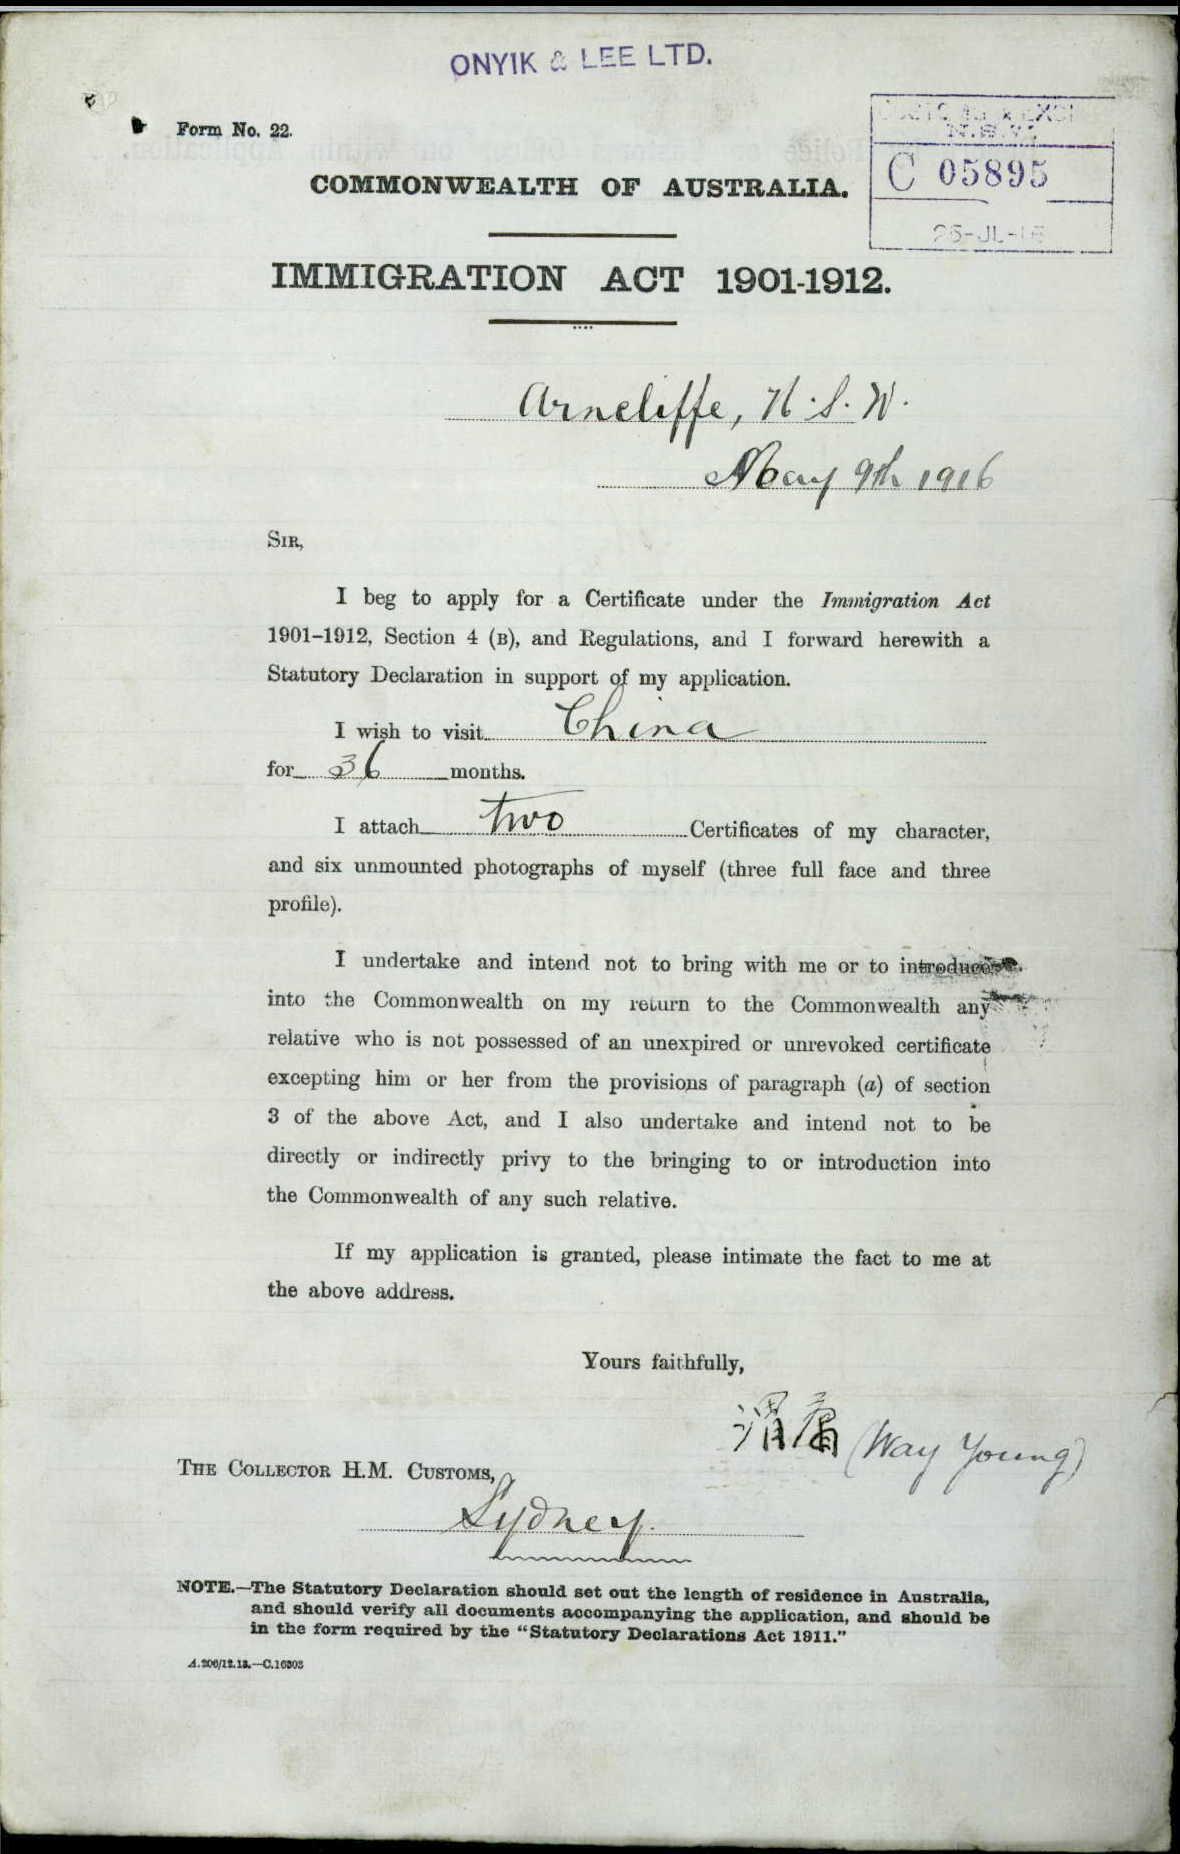 ONYIK & LEE LTD.
Form No. 22.
N.S.W.
C 05895
COMMONWEALTH OF AUSTRALIA.
IMMIGRATION ACT 1901-1912.
Arncliffe, N.S.W.
May 9th 1916
SIR,
I beg to apply for a Certificate under the Immigration Act
1901–1912, Section 4 (B), and Regulations, and I forward herewith a
Statutory Declaration in support of my application.
I wish to visit China
for 36 months.
I attach two Certificates of my character,
and six unmounted photographs of myself (three full face and three
profile).
I undertake and intend not to bring with me or to introduce
into the Commonwealth on my return to the Commonwealth any
relative who is not possessed of an unexpired or unrevoked certificate
excepting him or her from the provisions of paragraph (a) of section
3 of the above Act, and I also undertake and intend not to be
directly or indirectly privy to the bringing to or introduction into
the Commonwealth of any such relative.
If my application is granted, please intimate the fact to me at
the above address.
Yours faithfully,
(Way Young)
THE COLLECTOR H.M. CUSTOMS,
Sydney.
NOTE.—The Statutory Declaration should set out the length of residence in Australia,
and should verify all documents accompanying the application, and should be
in the form required by the "Statutory Declarations Act 1911."
A.206/12.13.—C.16303